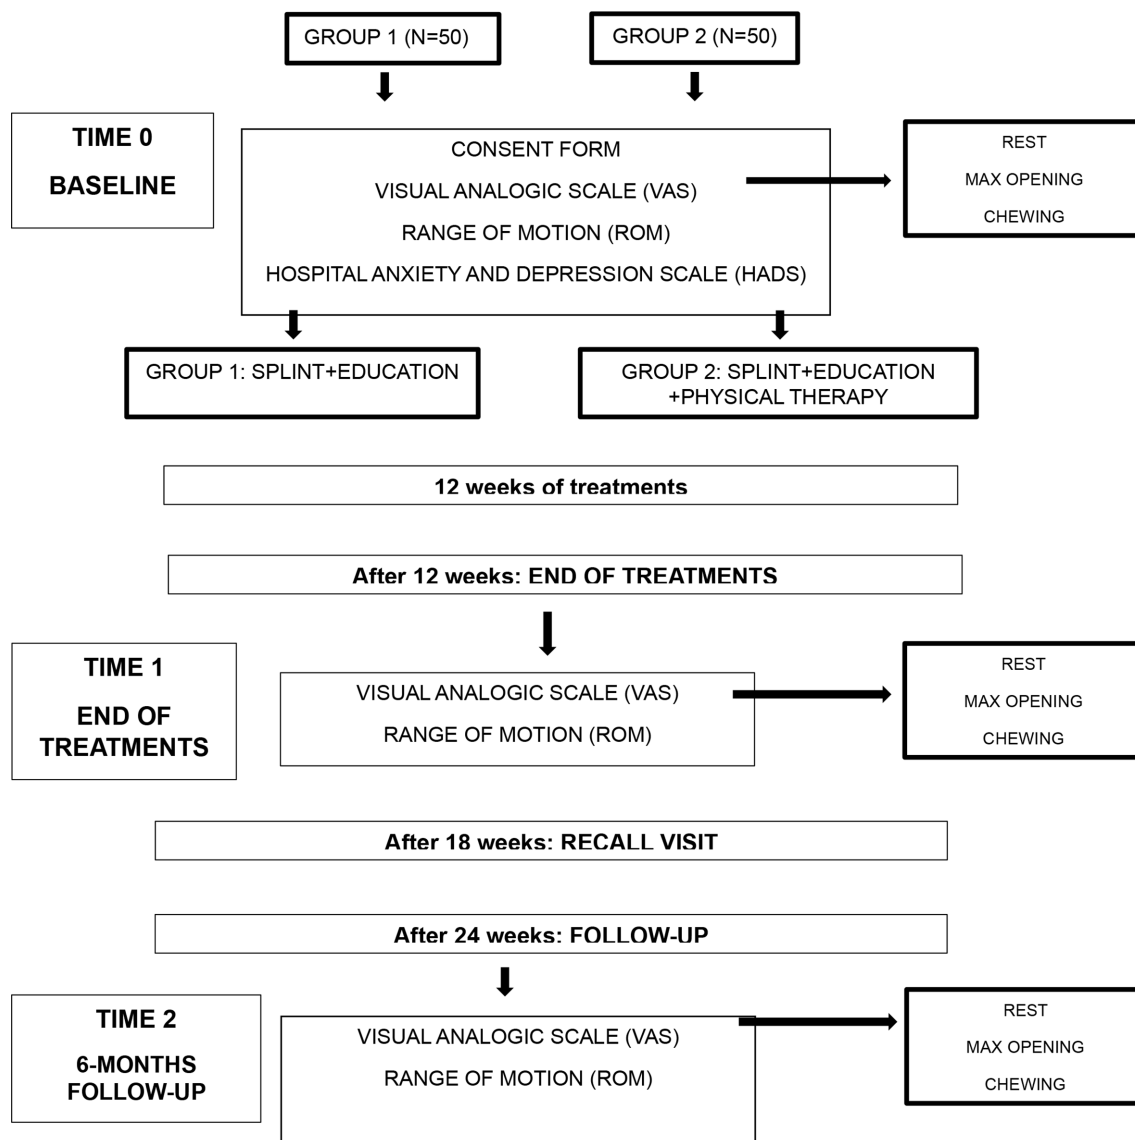 GROUP 1 (N=50)
GROUP 2 (N=50)
TIME 0
BASELINE
CONSENT FORM
VISUAL ANALOGIC SCALE (VAS)
RANGE OF MOTION (ROM)
HOSPITAL ANXIETY AND DEPRESSION SCALE (HADS)
REST
MAX OPENING
CHEWING
GROUP 1: SPLINT+EDUCATION
GROUP 2: SPLINT+EDUCATION
+PHYSICAL THERAPY
12 weeks of treatments
After 12 weeks: END OF TREATMENTS
TIME 1
END OF
TREATMENTS
VISUAL ANALOGIC SCALE (VAS)
RANGE OF MOTION (ROM)
REST
MAX OPENING
CHEWING
After 18 weeks: RECALL VISIT
After 24 weeks: FOLLOW-UP
TIME 2
6-MONTHS
FOLLOW-UP
VISUAL ANALOGIC SCALE (VAS)
RANGE OF MOTION (ROM)
REST
MAX OPENING
CHEWING